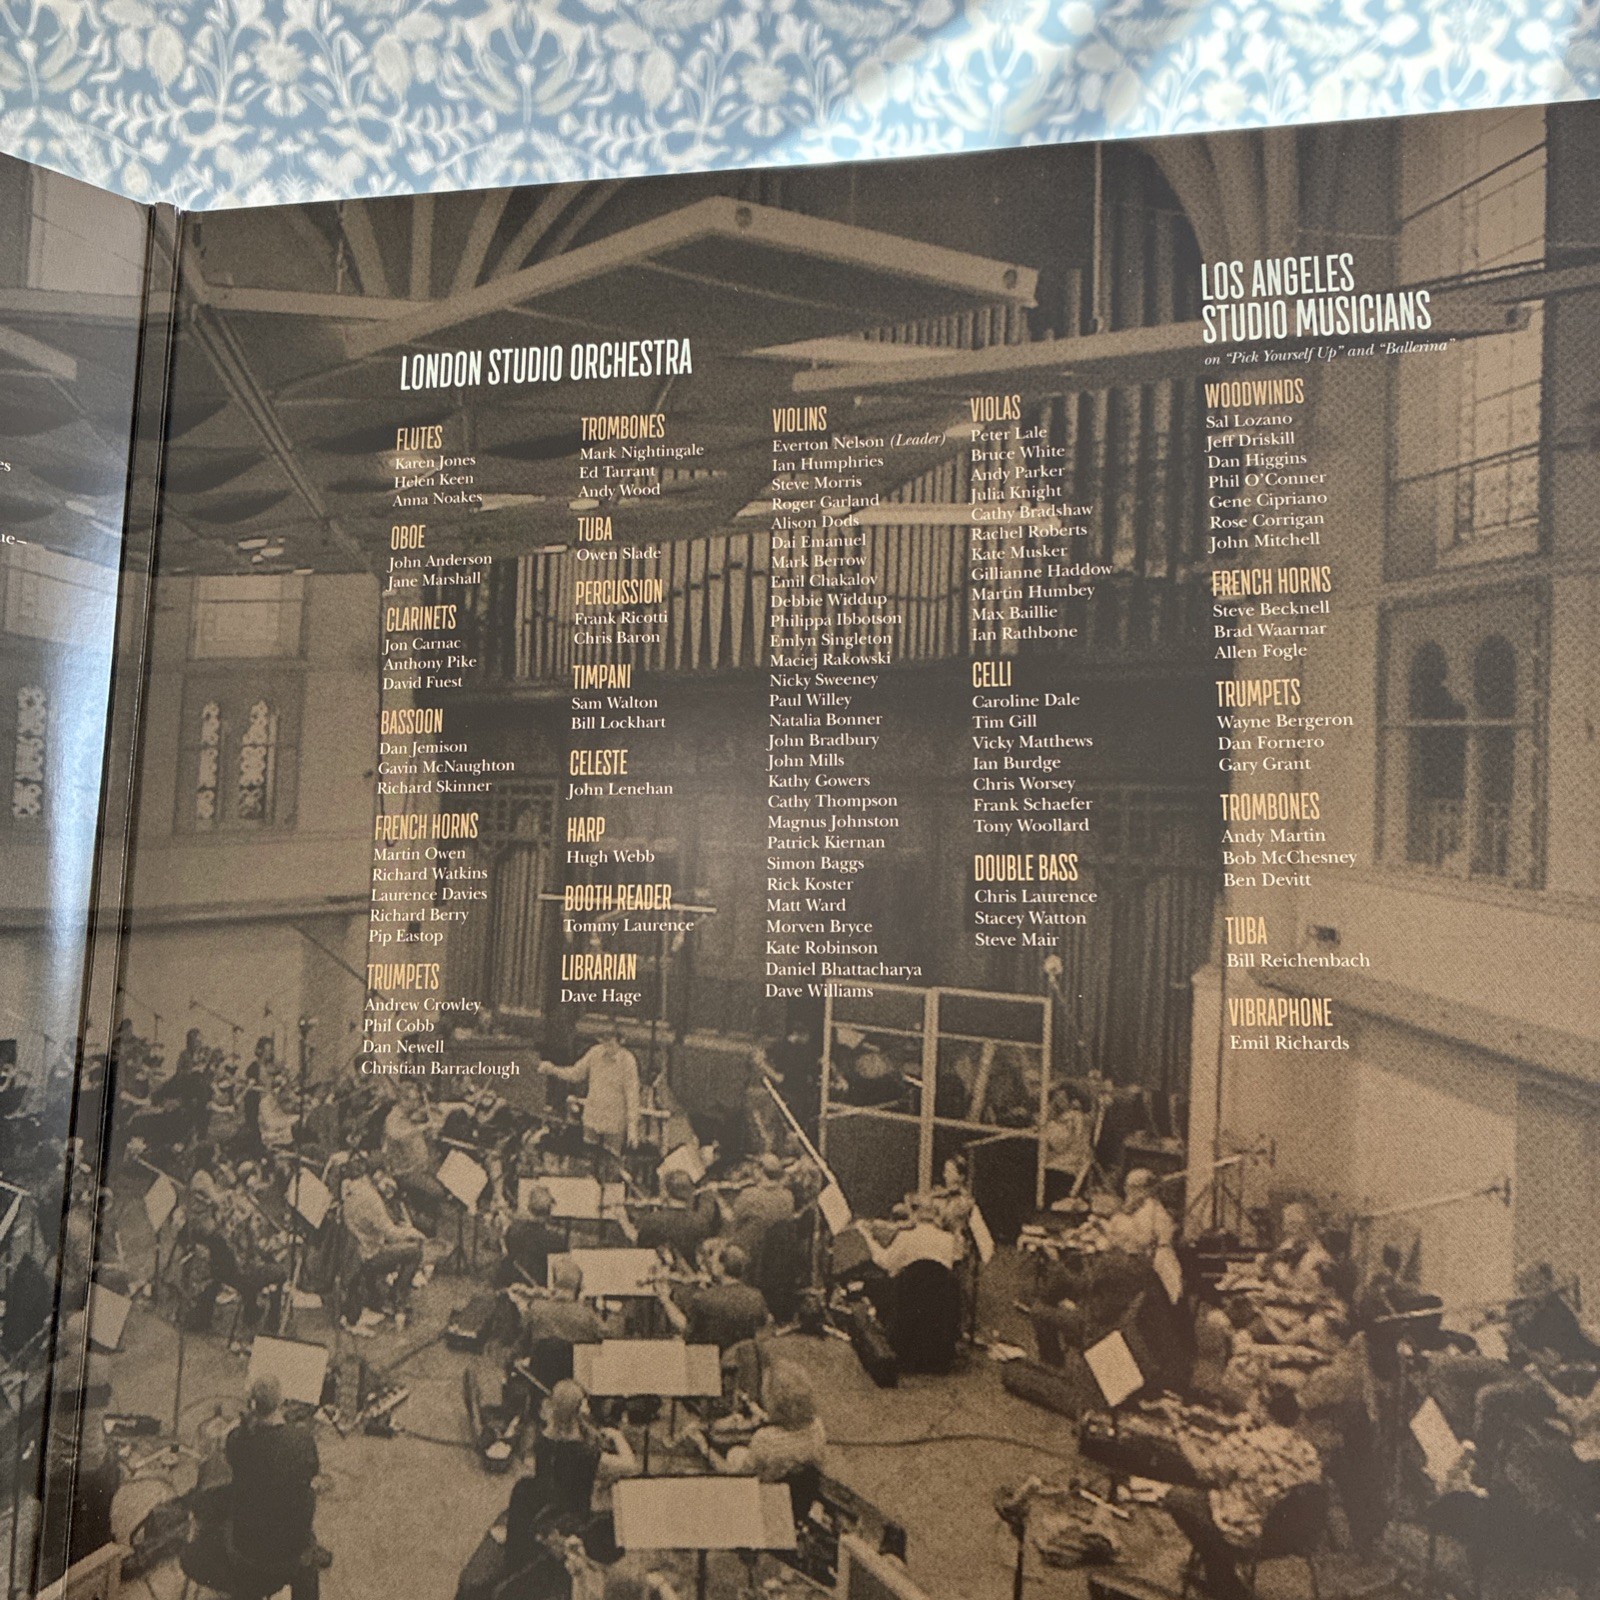 es
ue–
LONDON STUDIO ORCHESTRA
FLUTES
Karen Jones
Helen Keen
Anna Noakes
OBOE
John Anderson
Jane Marshall
CLARINETS
Jon Carnac
Anthony Pike
David Fuest
BASSOON
Dan Jemison
Gavin McNaughton
Richard Skinner
FRENCH HORNS
Martin Owen
Richard Watkins
Laurence Davies
Richard Berry
Pip Eastop
TRUMPETS
Andrew Crowley
Phil Cobb
Dan Newell
Christian Barraclough
TROMBONES
Mark Nightingale
Ed Tarrant
Andy Wood
TUBA
Owen Slade
PERCUSSION
Frank Ricotti
Chris Baron
TIMPANI
Sam Walton
Bill Lockhart
CELESTE
John Lenehan
HARP
Hugh Webb
BOOTH READER
Tommy Laurence
LIBRARIAN
Dave Hage
VIOLINS
Everton Nelson (Leader)
Ian Humphries
Steve Morris
Roger Garland
Alison Dods
Dai Emanuel
Mark Berrow
Emil Chakalov
Debbie Widdup
Philippa Ibbotson
Emlyn Singleton
Maciej Rakowski
Nicky Sweeney
Paul Willey
Natalia Bonner
John Bradbury
John Mills
Kathy Gowers
Cathy Thompson
Magnus Johnston
Patrick Kiernan
Simon Baggs
Rick Koster
Matt Ward
Morven Bryce
Kate Robinson
Daniel Bhattacharya
Dave Williams
VIOLAS
Peter Lale
Bruce White
Andy Parker
Julia Knight
Cathy Bradshaw
Rachel Roberts
Kate Musker
Gillianne Haddow
Martin Humbey
Max Baillie
Ian Rathbone
CELLI
Caroline Dale
Tim Gill
Vicky Matthews
Ian Burdge
Chris Worsey
Frank Schaefer
Tony Woollard
DOUBLE BASS
Chris Laurence
Stacey Watton
Steve Mair
LOS ANGELES
STUDIO MUSICIANS
on “Pick Yourself Up” and “Ballerina”
WOODWINDS
Sal Lozano
Jeff Driskill
Dan Higgins
Phil O’Conner
Gene Cipriano
Rose Corrigan
John Mitchell
FRENCH HORNS
Steve Becknell
Brad Waarnar
Allen Fogle
TRUMPETS
Wayne Bergeron
Dan Fornero
Gary Grant
TROMBONES
Andy Martin
Bob McChesney
Ben Devitt
TUBA
Bill Reichenbach
VIBRAPHONE
Emil Richards